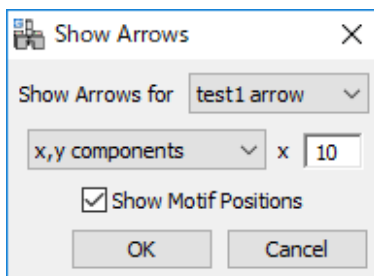 Show Arrows
Show Arrows for test1 arrow
x,y components x 10
Show Motif Positions
OK Cancel